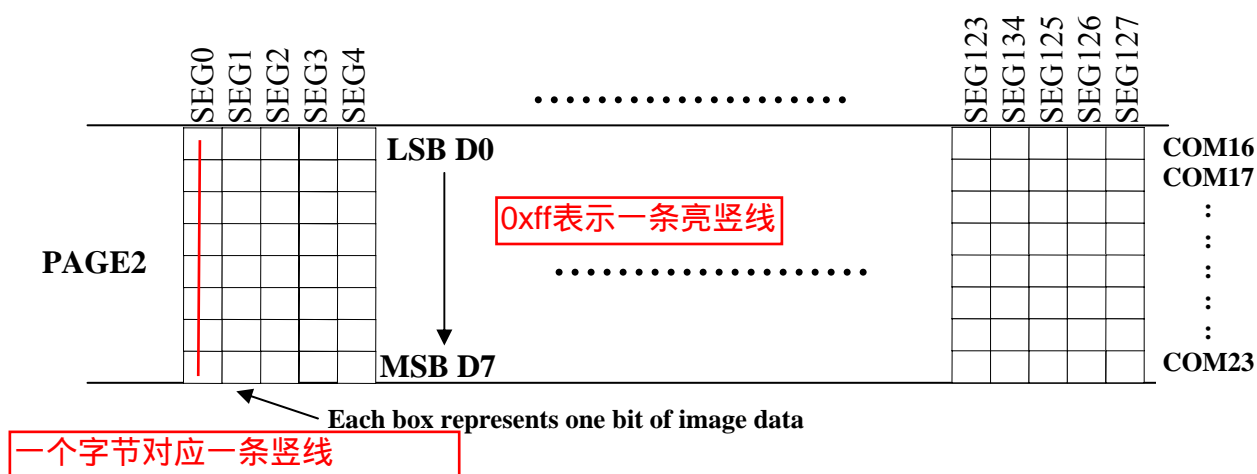 SEG0
SEG1
SEG2
SEG3
SEG4
SEG123
SEG134
SEG125
SEG126
SEG127
LSB D0
COM16
COM17
0xff表示一条亮竖线
PAGE2
MSB D7
COM23
Each box represents one bit of image data
一个字节对应一条竖线